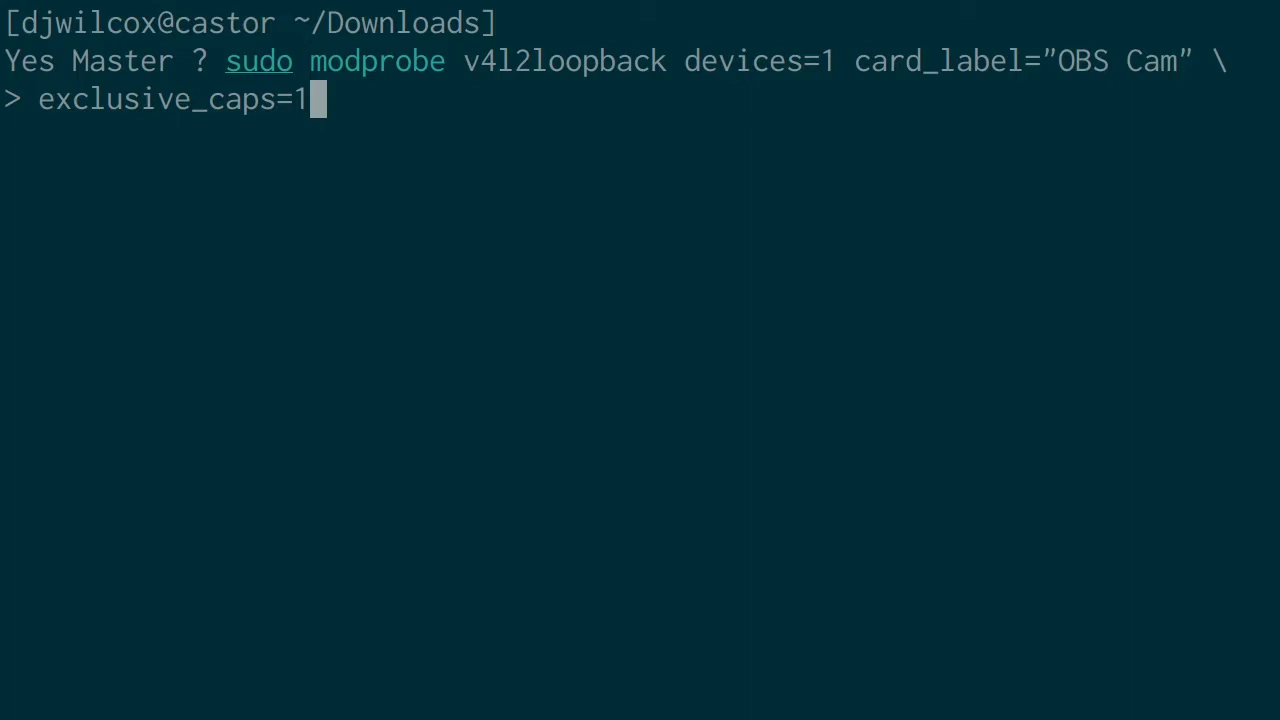 [djwilcox@castor ~/Downloads]
Yes Master ? sudo modprobe v4l2loopback devices=1 card_label="OBS Cam" \
> exclusive_caps=1